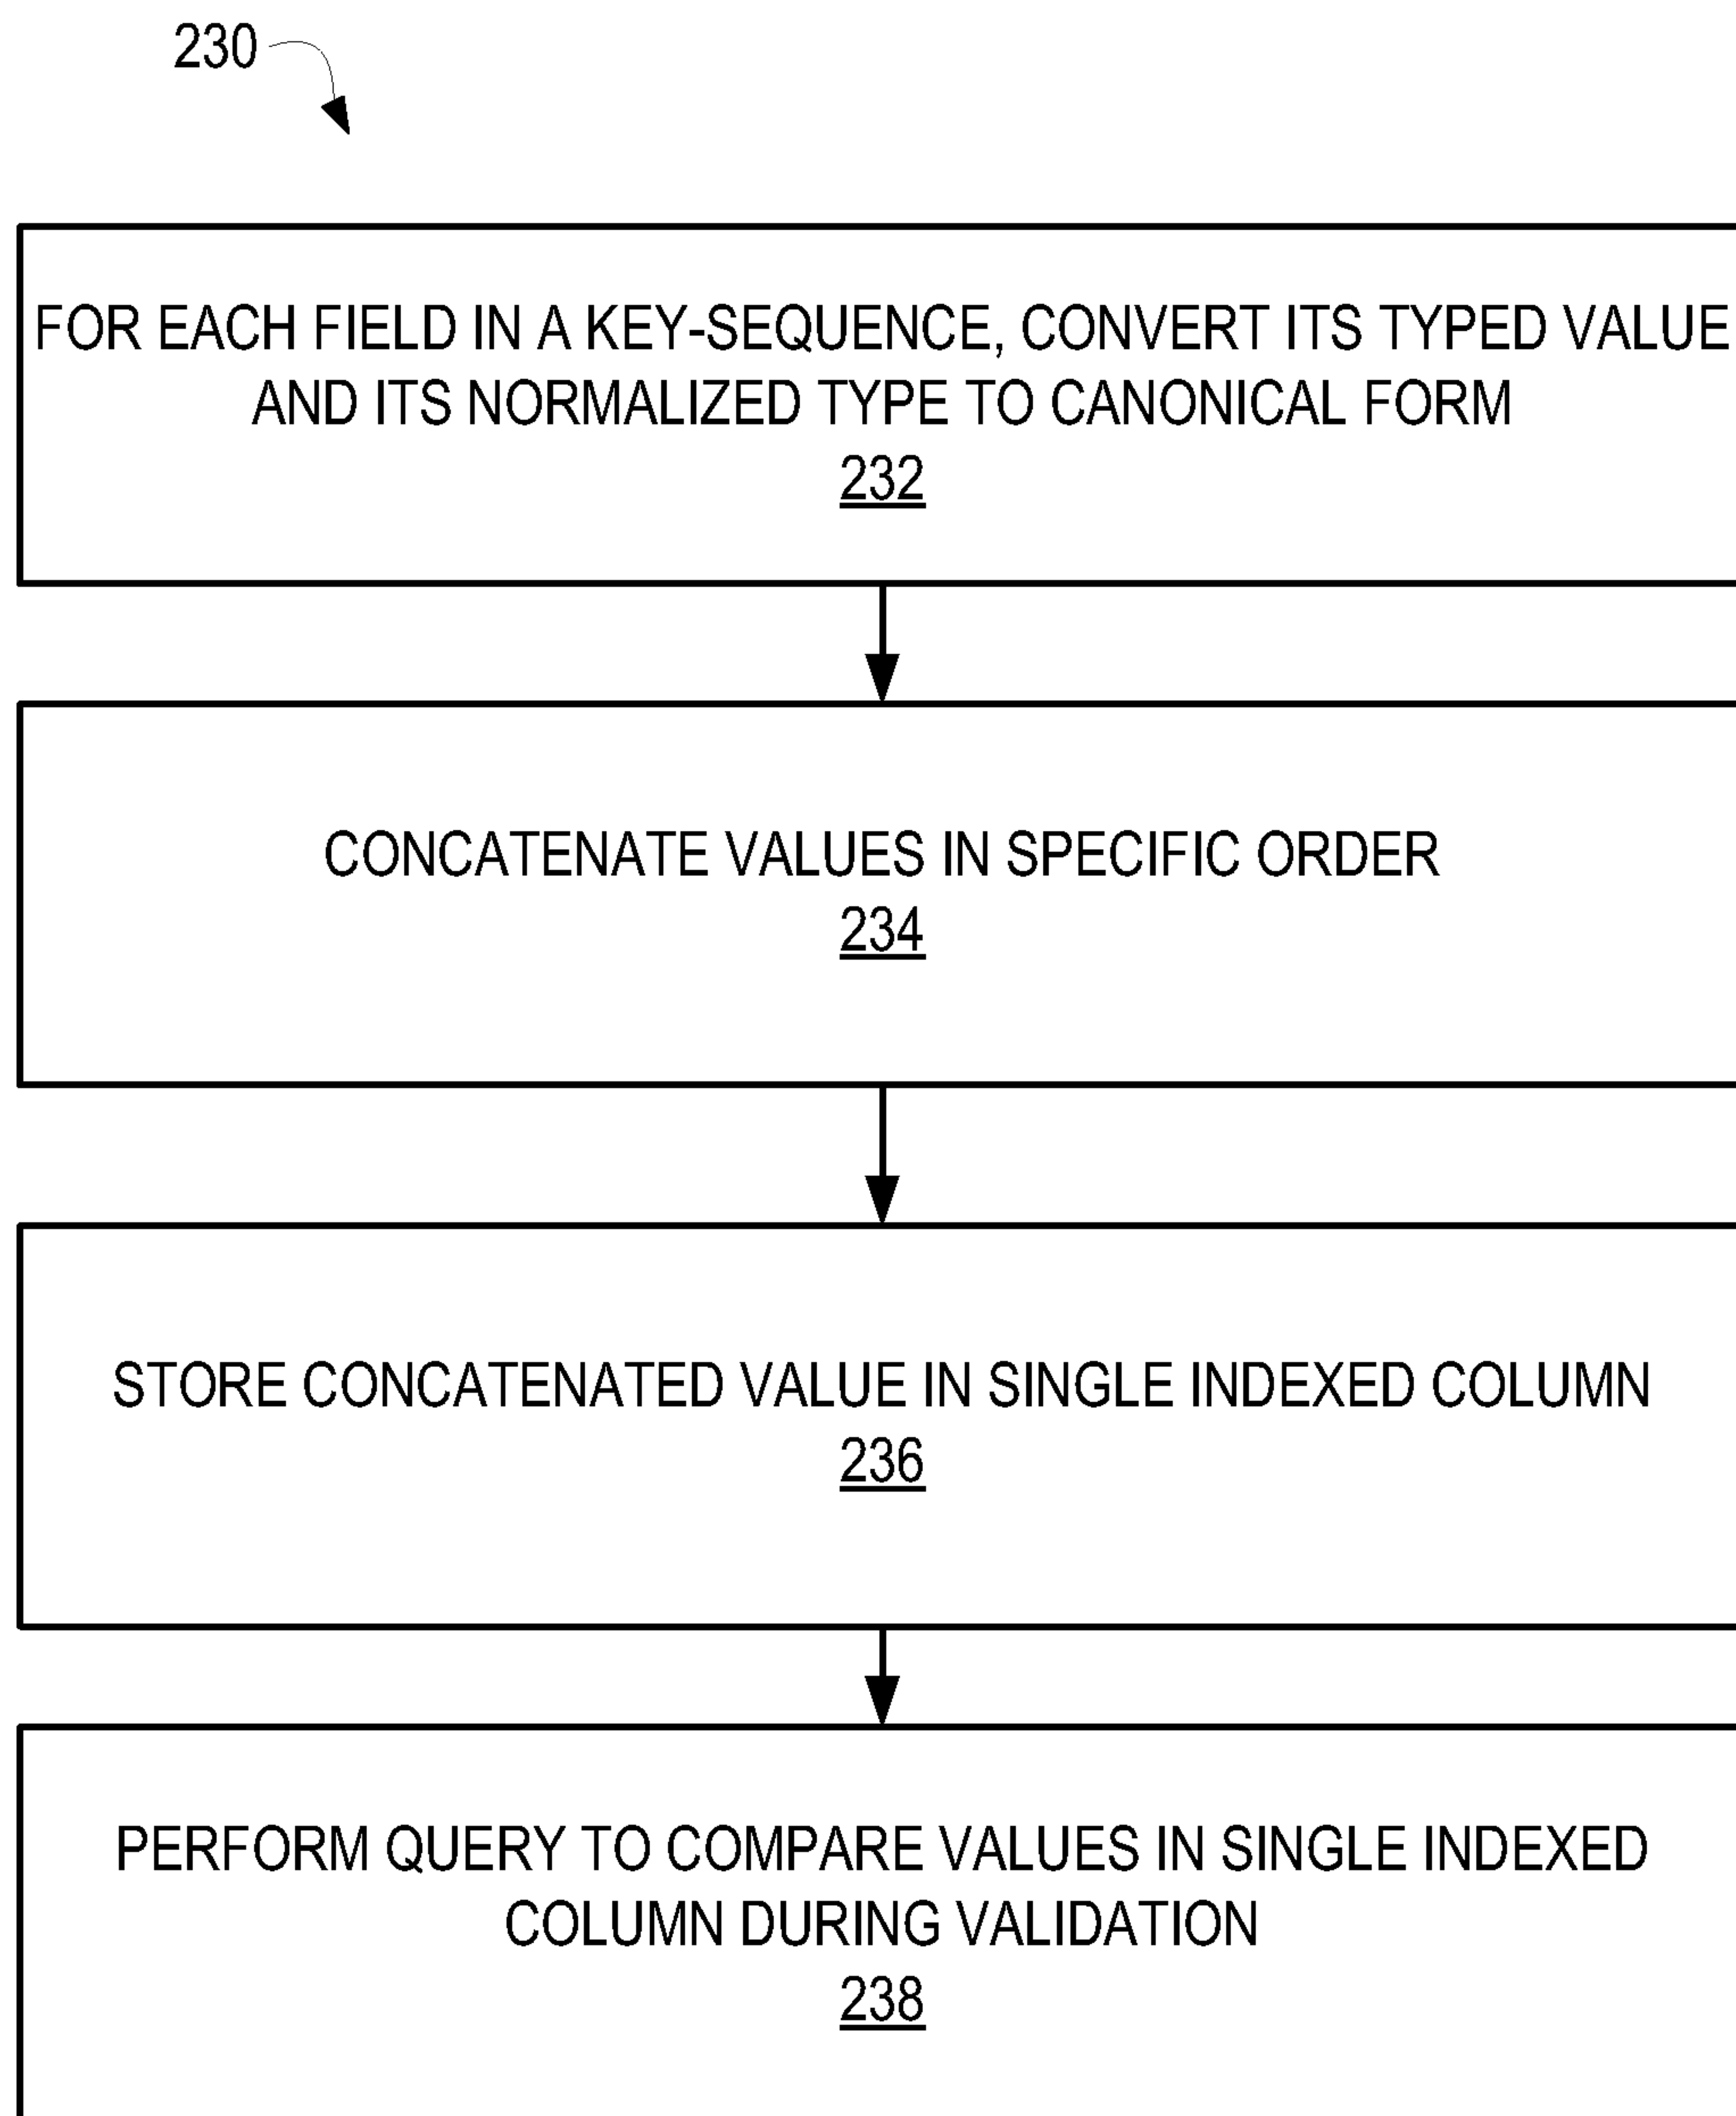 230
FOR EACH FIELD IN A KEY-SEQUENCE, CONVERT ITS TYPED VALUE
AND ITS NORMALIZED TYPE TO CANONICAL FORM
232
CONCATENATE VALUES IN SPECIFIC ORDER
234
STORE CONCATENATED VALUE IN SINGLE INDEXED COLUMN
236
PERFORM QUERY TO COMPARE VALUES IN SINGLE INDEXED
COLUMN DURING VALIDATION
238